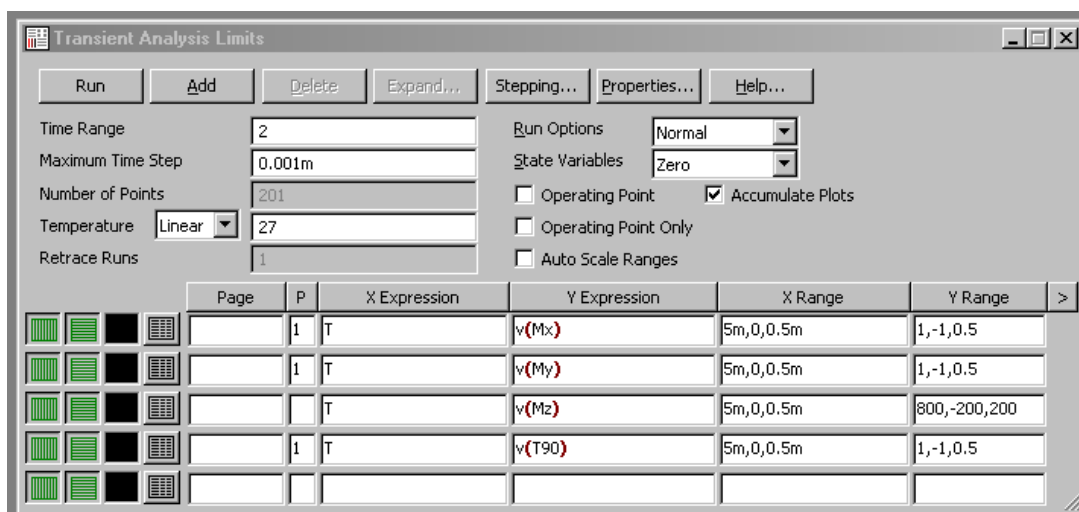 Transient Analysis Limits
Run Add Delete Expand... Stepping... Properties... Help...
Time Range 2 Run Options Normal
Maximum Time Step 0.001m State Variables Zero
Number of Points 201 Operating Point Accumulate Plots
Temperature Linear 27 Operating Point Only
Retrace Runs 1 Auto Scale Ranges
Page P X Expression Y Expression X Range Y Range >
1 T v(Mx) 5m,0,0.5m 1,-1,0.5
1 T v(My) 5m,0,0.5m 1,-1,0.5
T v(Mz) 5m,0,0.5m 800,-200,200
1 T v(T90) 5m,0,0.5m 1,-1,0.5